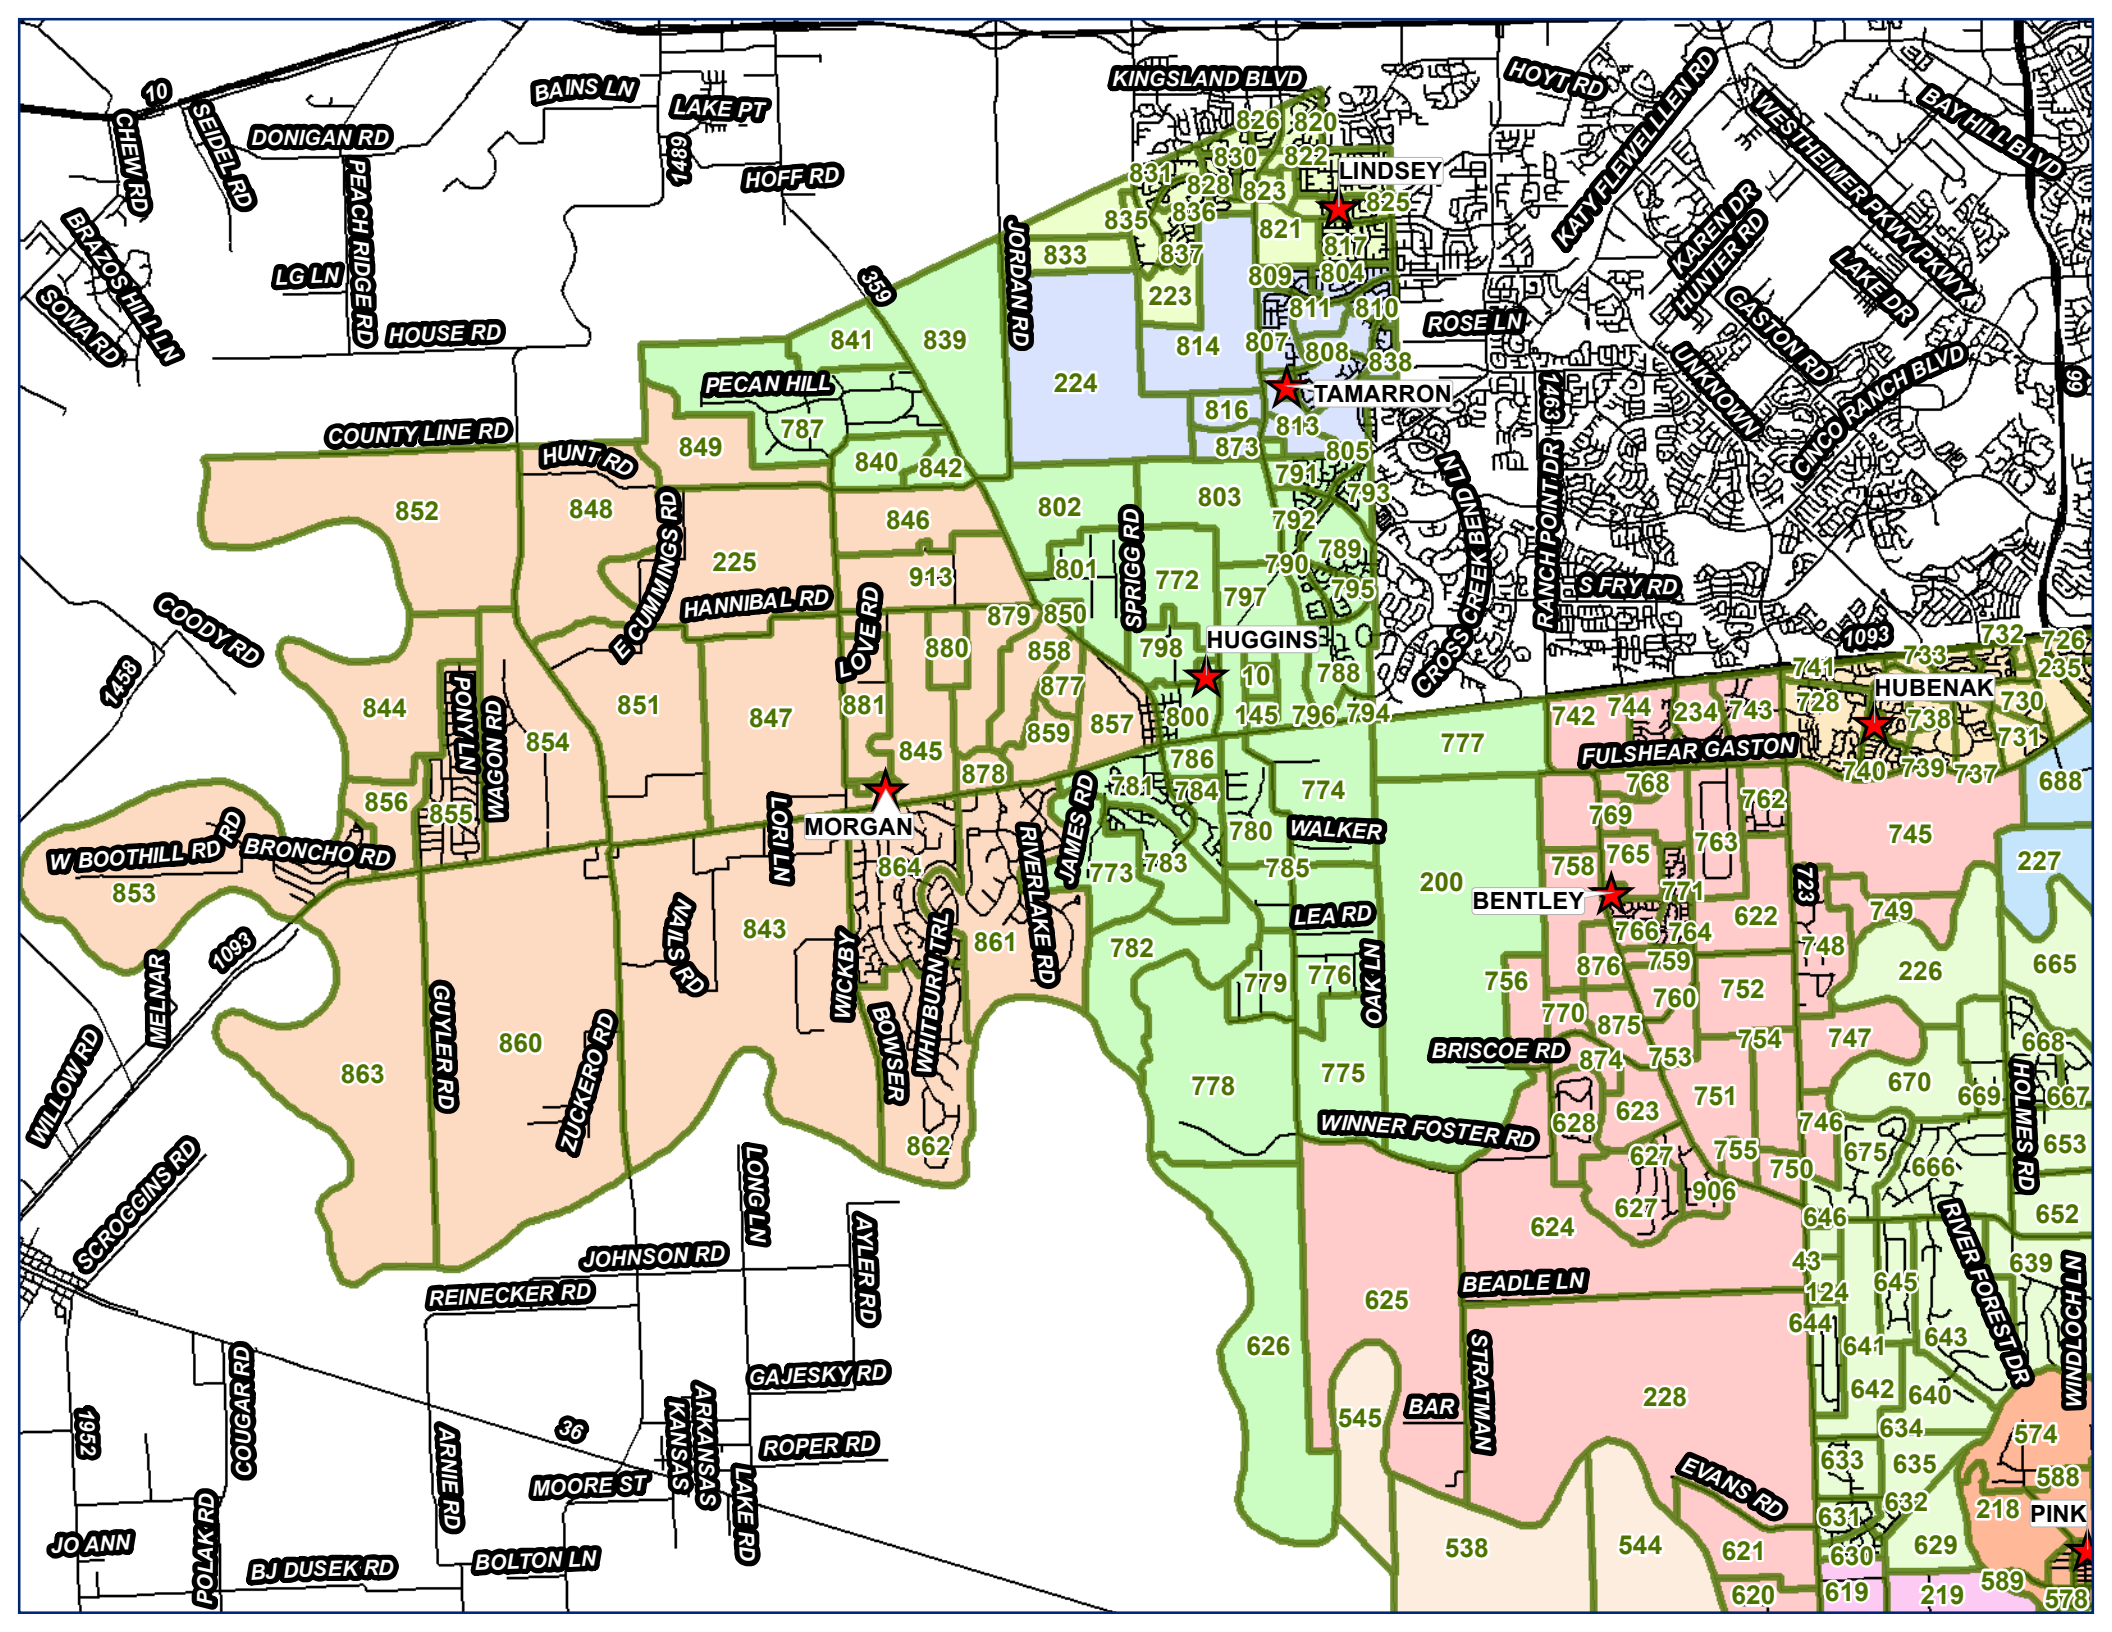 KINGSLAND BLVD
HOYT RD
KATY FLEWELLLEN RD
WESTHEIMER PKWY PKWY
BAY HILL BLVD
10
BAINS LN
LAKE PT
CHEW RD
SEIDEL RD
DONIGAN RD
1489
HOFF RD
PEACH RIDGE RD
826
820
830
822
831
828
823
LINDSEY
825
836
835
821
817
837
833
KAREN DR
HUNTER RD
LAKE DR
BRAZOS HILL LN
SOWA RD
LG LN
HOUSE RD
359
JORDAN RD
809
804
223
811
810
ROSE LN
GASTON RD
841
839
814
807
808
838
UNKNOWN
CINCO RANCH BLVD
99
PECAN HILL
224
TAMARRON
816
813
1463
RANCH POINT DR
787
COUNTY LINE RD
HUNT RD
849
840
842
873
805
791
793
852
848
E CUMMINGS RD
846
802
803
792
CROSS CREEK BEND LN
225
913
801
SPRIGG RD
772
790
789
795
S FRY RD
COODY RD
1458
HANNIBAL RD
LOVE RD
879
850
797
880
858
798
HUGGINS
10
788
1093
732
726
733
741
235
844
PONY LN
WAGON RD
851
847
881
877
857
800
145
796
794
742
744
234
743
728
HUBENAK
738
730
731
854
845
859
878
786
777
FULSHEAR GASTON
740
739
737
688
856
855
LORI LN
MORGAN
JAMES RD
781
784
774
768
769
762
763
745
W BOOTHILL RD
RD
BRONCHO RD
853
864
RIVERLAKE RD
773
783
780
WALKER
785
200
758
765
227
BENTLEY
771
723
622
749
843
NAILS RD
WICKBY
WHITBURN TRL
861
782
LEA RD
766
764
748
MELNAR
1093
779
776
OAK LN
876
759
756
752
226
665
GUYLER RD
BOWSER
770
760
875
WILLOW RD
863
860
ZUCKERO RD
778
775
BRISCOE RD
874
753
754
747
668
670
669
667
HOLMES RD
628
623
751
746
862
WINNER FOSTER RD
627
755
750
675
666
653
SCROGGINS RD
LONG LN
627
906
624
646
652
AYLER RD
JOHNSON RD
REINECKER RD
43
645
RIVER FOREST DR
639
BEADLE LN
124
WINDLOCH LN
625
644
641
643
626
STRATMAN
COUGAR RD
GAJESKY RD
642
640
228
BAR
545
1952
ARNIE RD
36
KANSAS
ARKANSAS
ROPER RD
634
574
633
635
588
MOORE ST
LAKE RD
EVANS RD
632
218
PINK
631
JO ANN
POLAK RD
BJ DUSEK RD
BOLTON LN
538
544
621
630
629
589
620
619
219
578